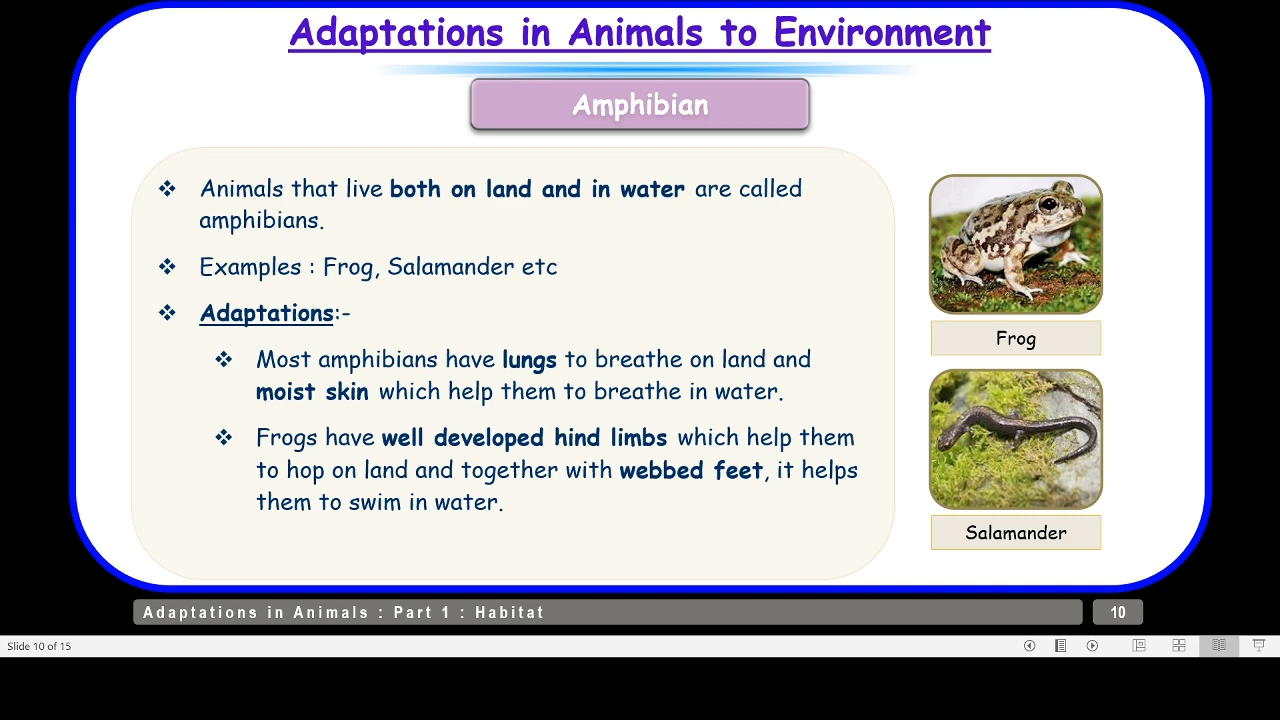 Adaptations in Animals to Environment
Amphibian
❖ Animals that live both on land and in water are called
amphibians.
❖ Examples : Frog, Salamander etc
❖ Adaptations:-
❖ Most amphibians have lungs to breathe on land and
moist skin which help them to breathe in water.
❖ Frogs have well developed hind limbs which help them
to hop on land and together with webbed feet, it helps
them to swim in water.
Frog
Salamander
Adaptations in Animals : Part 1 : Habitat
10
Slide 10 of 15